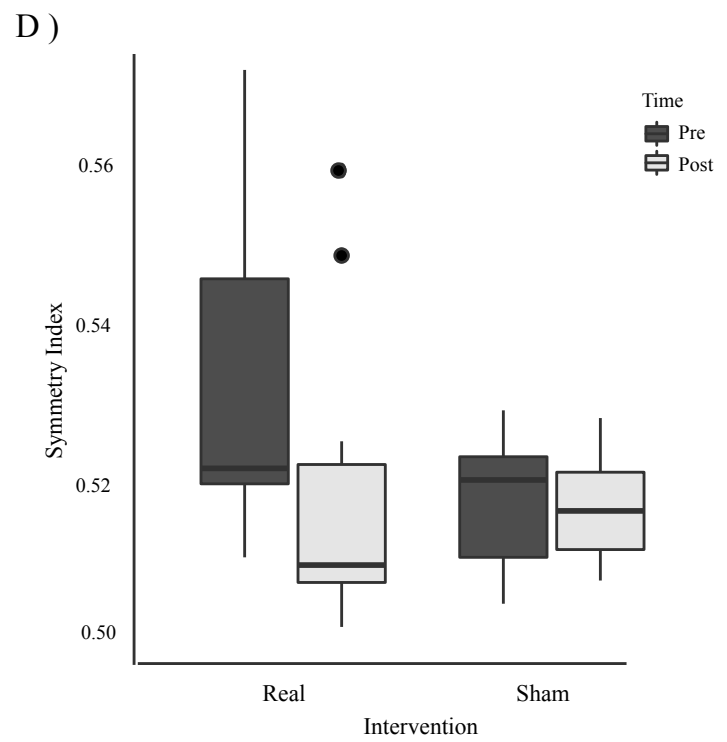 D )
Time
Pre
Post
0.56
0.54
0.52
0.50
Symmetry Index
Real
Sham
Intervention